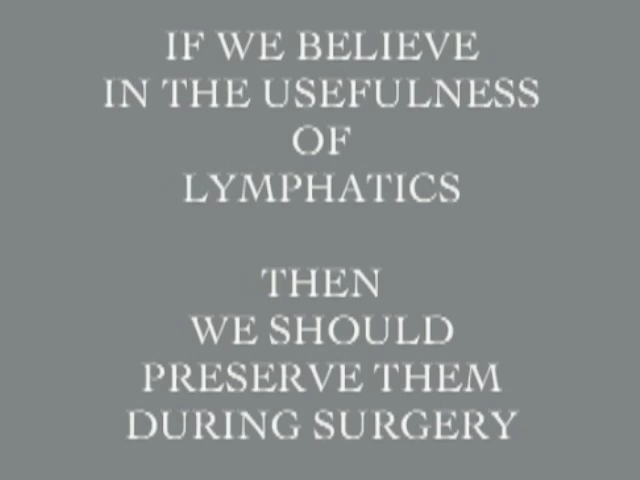 IF WE BELIEVE
IN THE USEFULNESS
OF
LYMPHATICS
THEN
WE SHOULD
PRESERVE THEM
DURING SURGERY